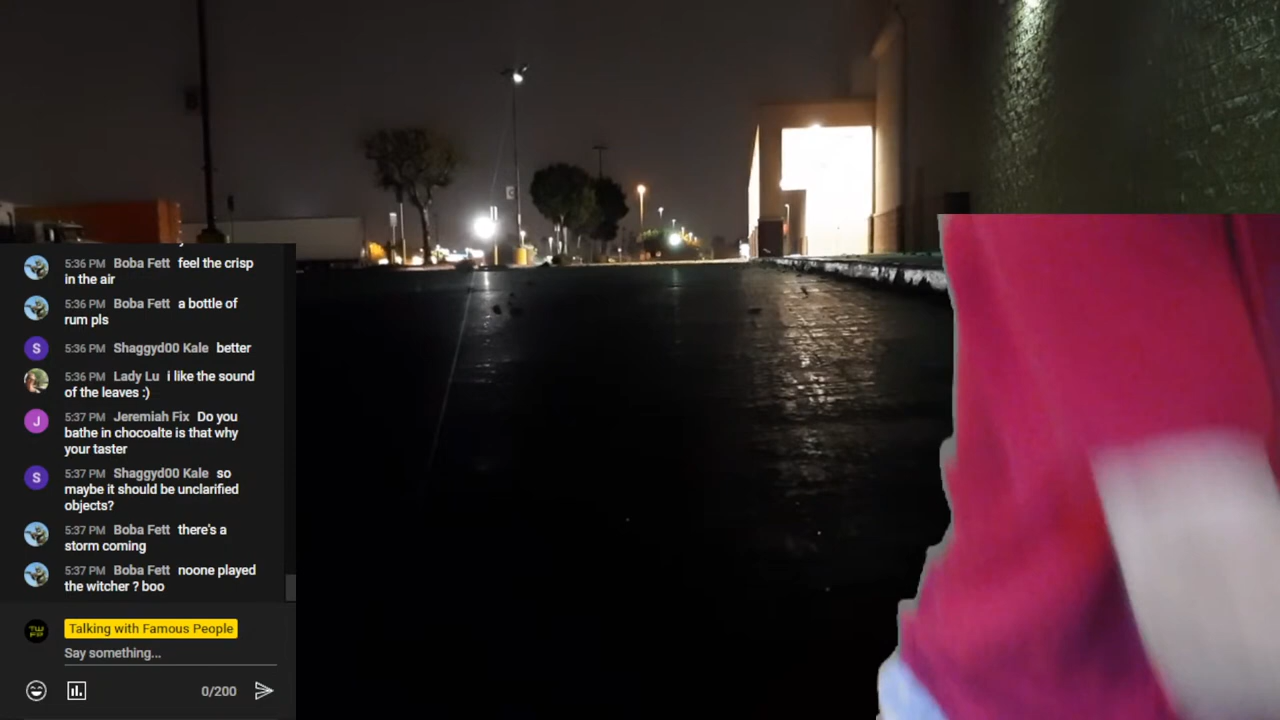 5:36 PM Boba Fett feel the crisp
in the air
5:36 PM Boba Fett a bottle of
rum pls
S 5:36 PM Shaggyd00 Kale better
5:36 PM Lady Lu i like the sound
of the leaves :)
J 5:37 PM Jeremiah Fix Do you
bathe in chocoalte is that why
your taster
S 5:37 PM Shaggyd00 Kale so
maybe it should be unclarified
objects?
5:37 PM Boba Fett there's a
storm coming
5:37 PM Boba Fett noone played
the witcher ? boo
TW
FP
Talking with Famous People
Say something...
0/200